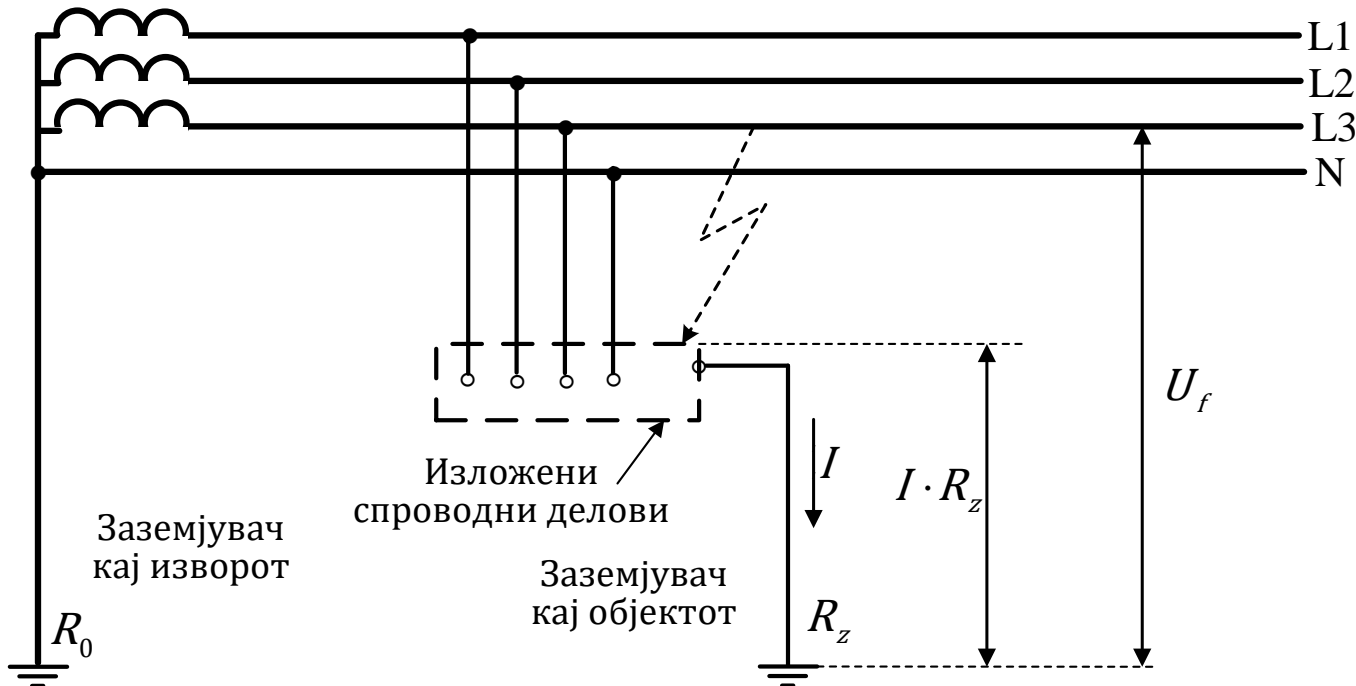 L1
L2
L3
N
U_f
Изложени
спроводни делови
I
I · R_z
Заземјувач
кај изворот
Заземјувач
кај објектот
R_0
R_z